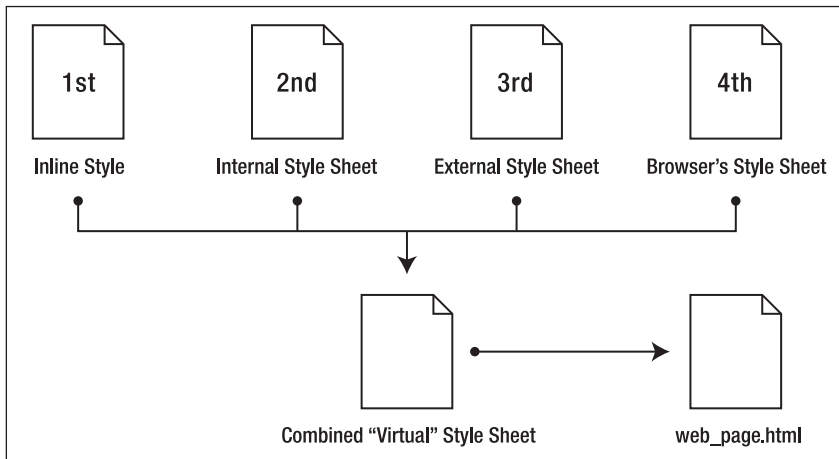 1st
2nd
3rd
4th
Inline Style
Internal Style Sheet
External Style Sheet
Browser's Style Sheet
Combined “Virtual” Style Sheet
web_page.html